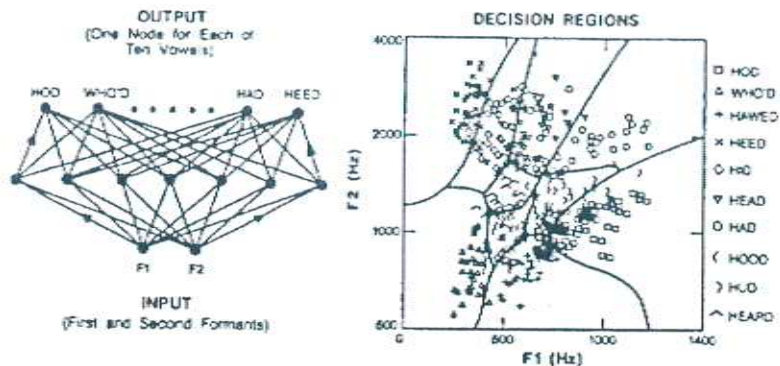 OUTPUT
(One Node for Each of
Ten Vowels)
HOD WHO'D HAD HEED
F1 F2
INPUT
(First and Second Formants)
DECISION REGIONS
4000
2000
1000
500
F2 (Hz)
0 500 1000 1400
F1 (Hz)
HOD
WHO'D
HAWED
HEED
HID
HEAD
HAD
HOOD
HUD
HEARD